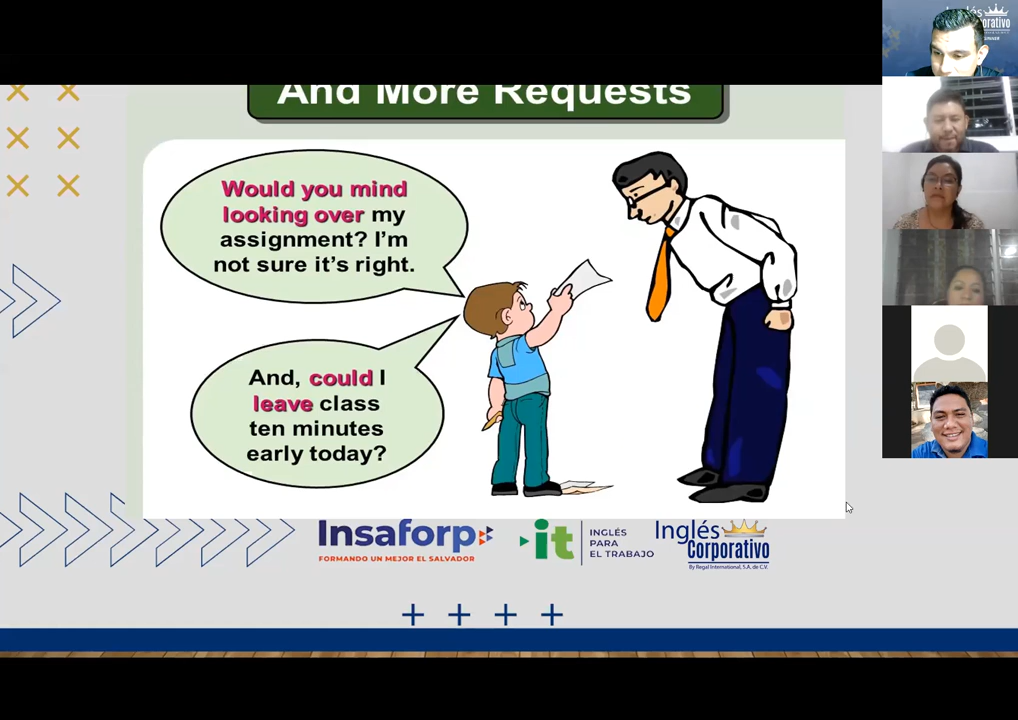 And More Requests
Would you mind
looking over my
assignment? I'm
not sure it's right.
And, could I
leave class
ten minutes
early today?
Insaforp
FORMANDO UN MEJOR EL SALVADOR
it
INGLÉS
PARA
EL TRABAJO
Inglés
Corporativo
By Regal International, S.A. de C.V.
Inglés